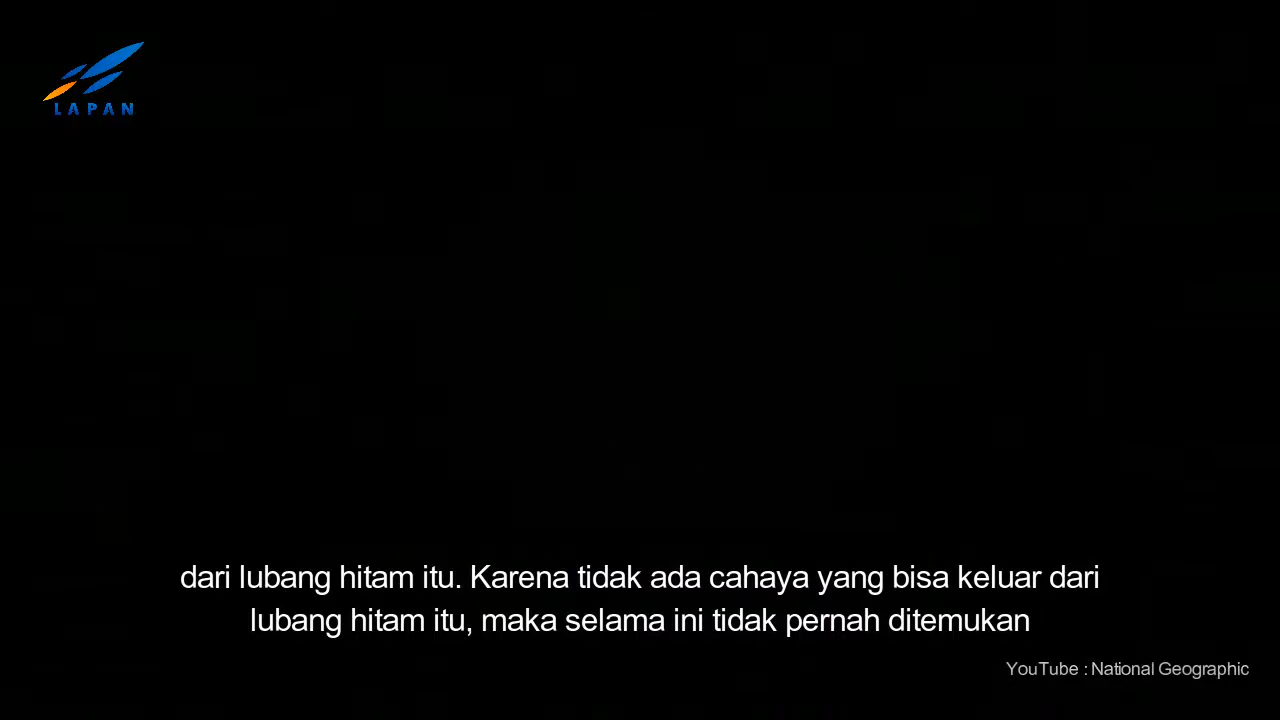 LAPAN
dari lubang hitam itu. Karena tidak ada cahaya yang bisa keluar dari
lubang hitam itu, maka selama ini tidak pernah ditemukan
YouTube : National Geographic